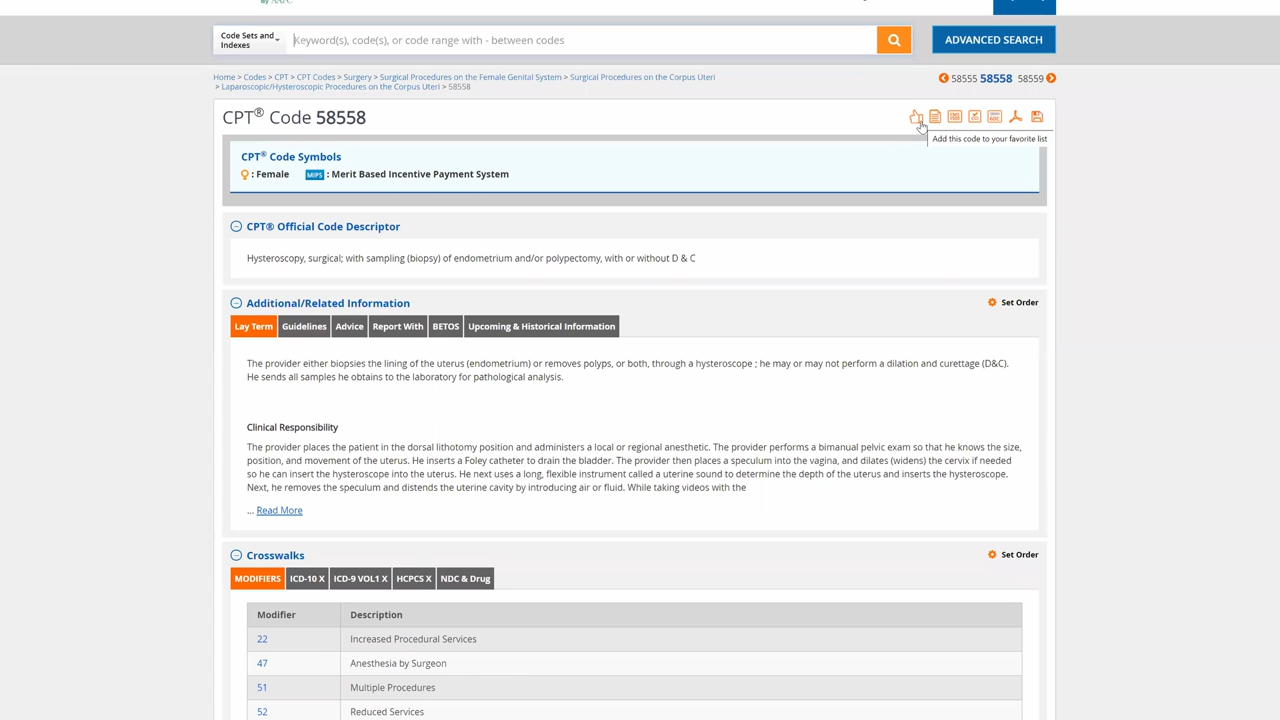 by AAPC
Code Sets and
Indexes
Keyword(s), code(s), or code range with - between codes
ADVANCED SEARCH
Home > Codes > CPT > CPT Codes > Surgery > Surgical Procedures on the Female Genital System > Surgical Procedures on the Corpus Uteri
> Laparoscopic/Hysteroscopic Procedures on the Corpus Uteri > 58558
58555 58558 58559
CPT® Code 58558
Add this code to your favorite list
CPT® Code Symbols
: Female MIPS : Merit Based Incentive Payment System
CPT® Official Code Descriptor
Hysteroscopy, surgical; with sampling (biopsy) of endometrium and/or polypectomy, with or without D & C
Additional/Related Information
Set Order
Lay Term Guidelines Advice Report With BETOS Upcoming & Historical Information
The provider either biopsies the lining of the uterus (endometrium) or removes polyps, or both, through a hysteroscope ; he may or may not perform a dilation and curettage (D&C).
He sends all samples he obtains to the laboratory for pathological analysis.
Clinical Responsibility
The provider places the patient in the dorsal lithotomy position and administers a local or regional anesthetic. The provider performs a bimanual pelvic exam so that he knows the size,
position, and movement of the uterus. He inserts a Foley catheter to drain the bladder. The provider then places a speculum into the vagina, and dilates (widens) the cervix if needed
so he can insert the hysteroscope into the uterus. He next uses a long, flexible instrument called a uterine sound to determine the depth of the uterus and inserts the hysteroscope.
Next, he removes the speculum and distends the uterine cavity by introducing air or fluid. While taking videos with the
... Read More
Crosswalks
Set Order
MODIFIERS ICD-10 X ICD-9 VOL1 X HCPCS X NDC & Drug
Modifier Description
22 Increased Procedural Services
47 Anesthesia by Surgeon
51 Multiple Procedures
52 Reduced Services